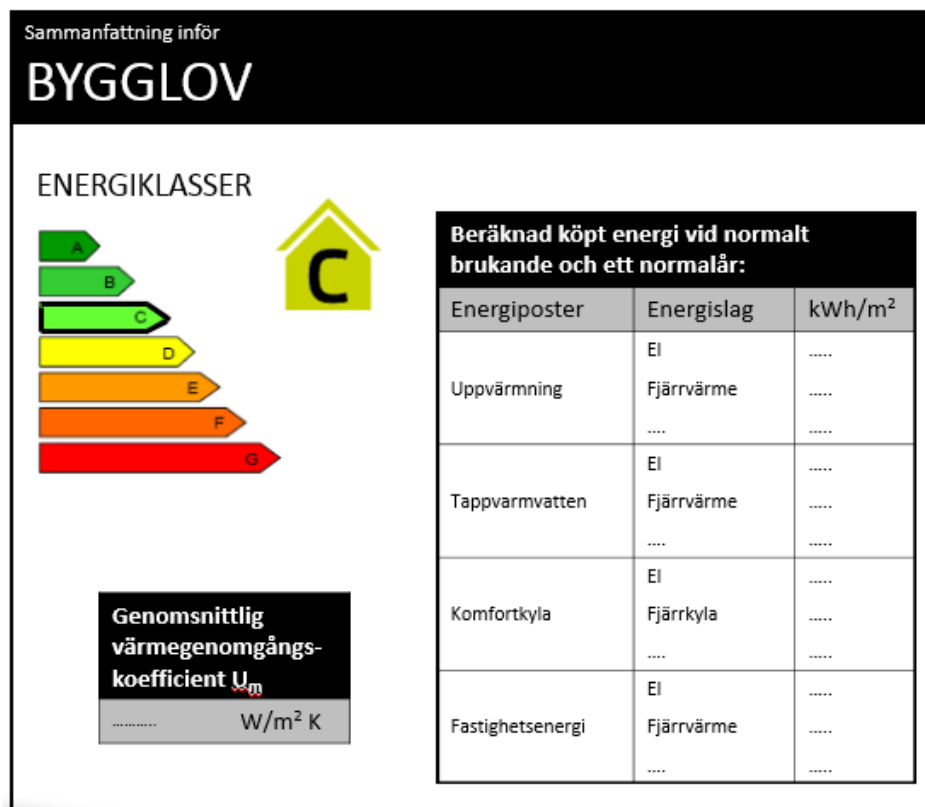 Sammanfattning inför
BYGGLOV
ENERGIKLASSER
A
B
C
D
E
F
G
C
Genomsnittlig
värmegenomgångs-
koefficient Um
........... W/m² K
Beräknad köpt energi vid normalt
brukande och ett normalår:
Energiposter Energislag kWh/m²
El .....
Uppvärmning Fjärrvärme .....
.... .....
El .....
Tappvarmvatten Fjärrvärme .....
.... .....
El .....
Komfortkyla Fjärrkyla .....
.... .....
El .....
Fastighetsenergi Fjärrvärme .....
.... .....